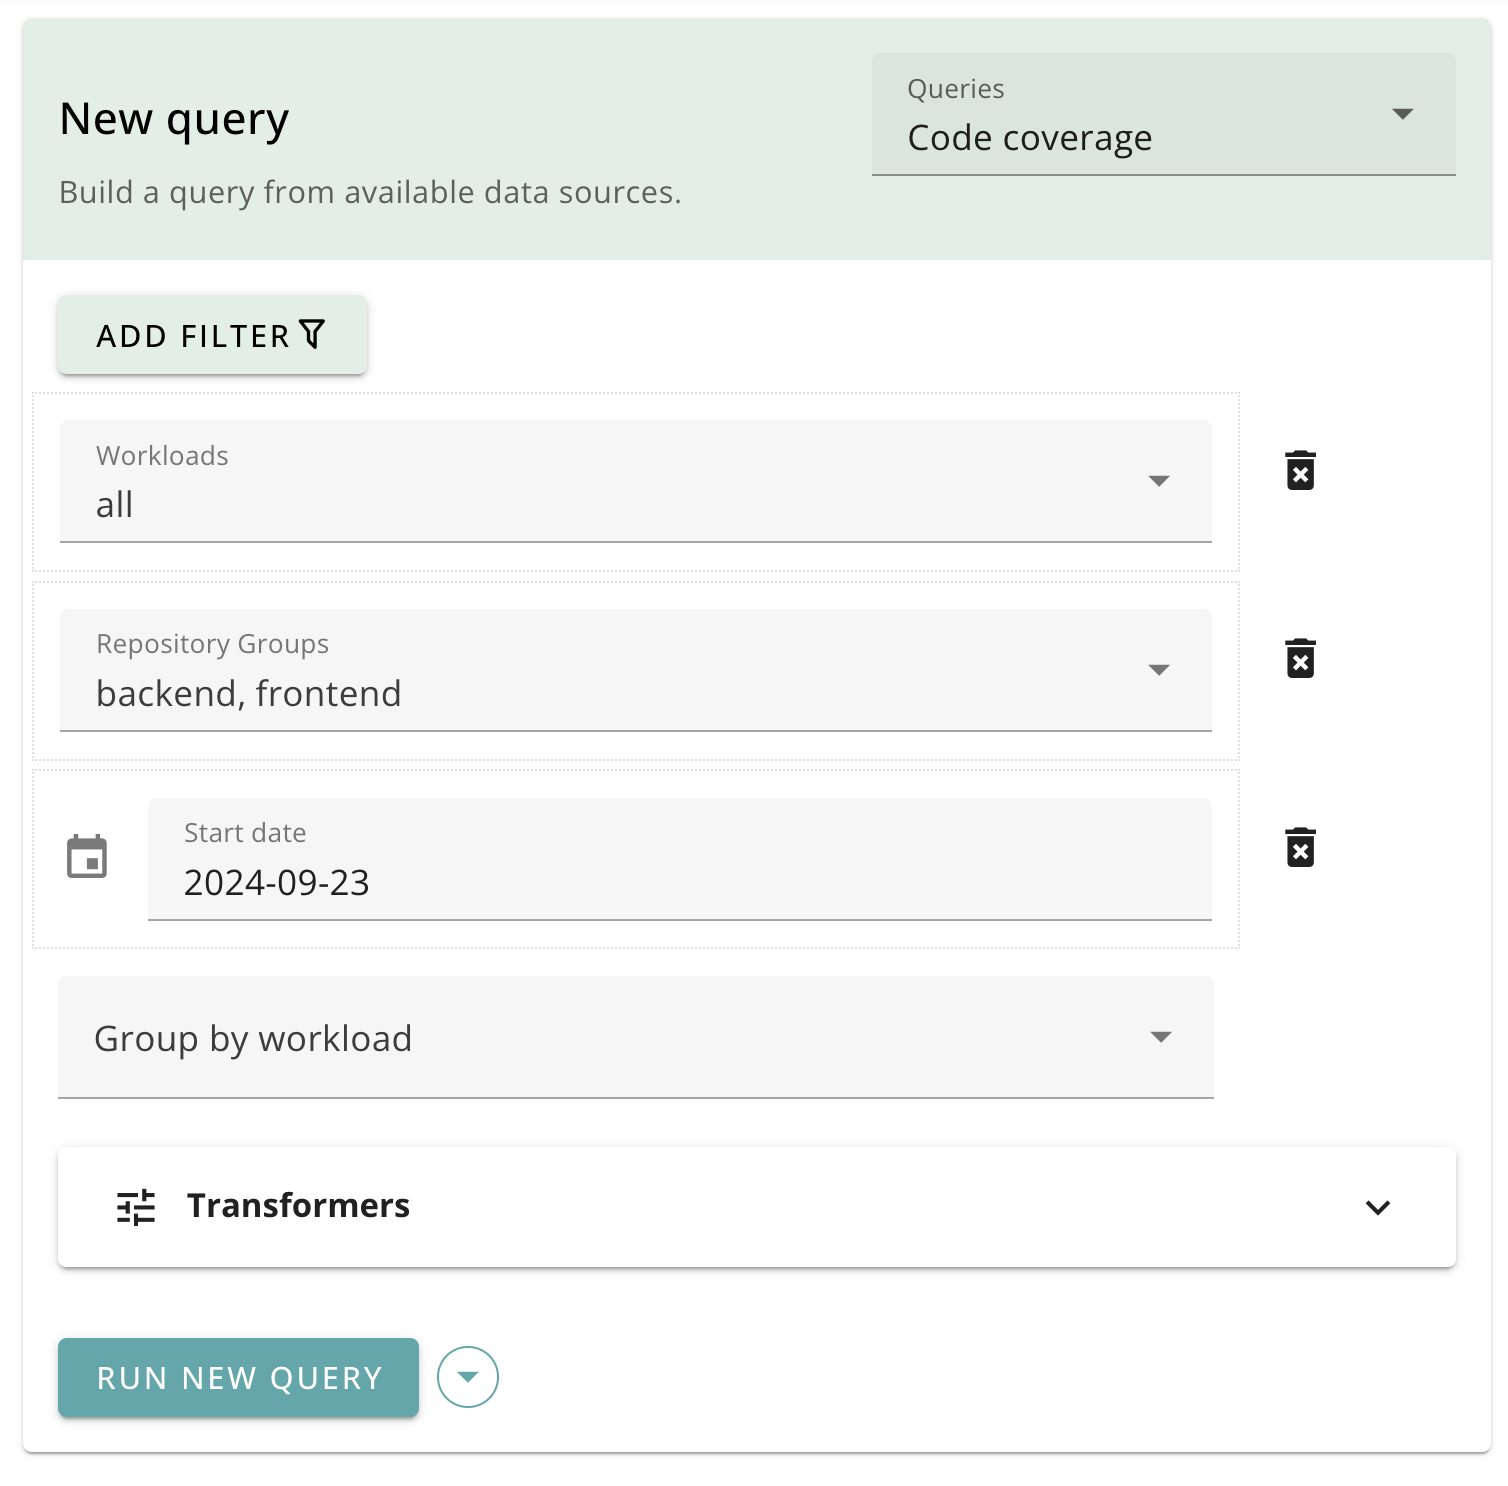 New query
Build a query from available data sources.
Queries
Code coverage
ADD FILTER
Workloads
all
Repository Groups
backend, frontend
Start date
2024-09-23
Group by workload
Transformers
RUN NEW QUERY